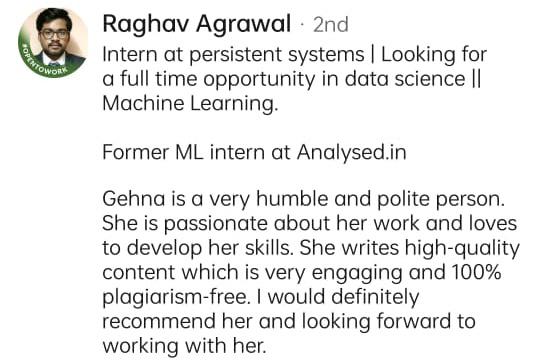 #OPENTOWORK
Raghav Agrawal · 2nd
Intern at persistent systems | Looking for
a full time opportunity in data science ||
Machine Learning.
Former ML intern at Analysed.in
Gehna is a very humble and polite person.
She is passionate about her work and loves
to develop her skills. She writes high-quality
content which is very engaging and 100%
plagiarism-free. I would definitely
recommend her and looking forward to
working with her.